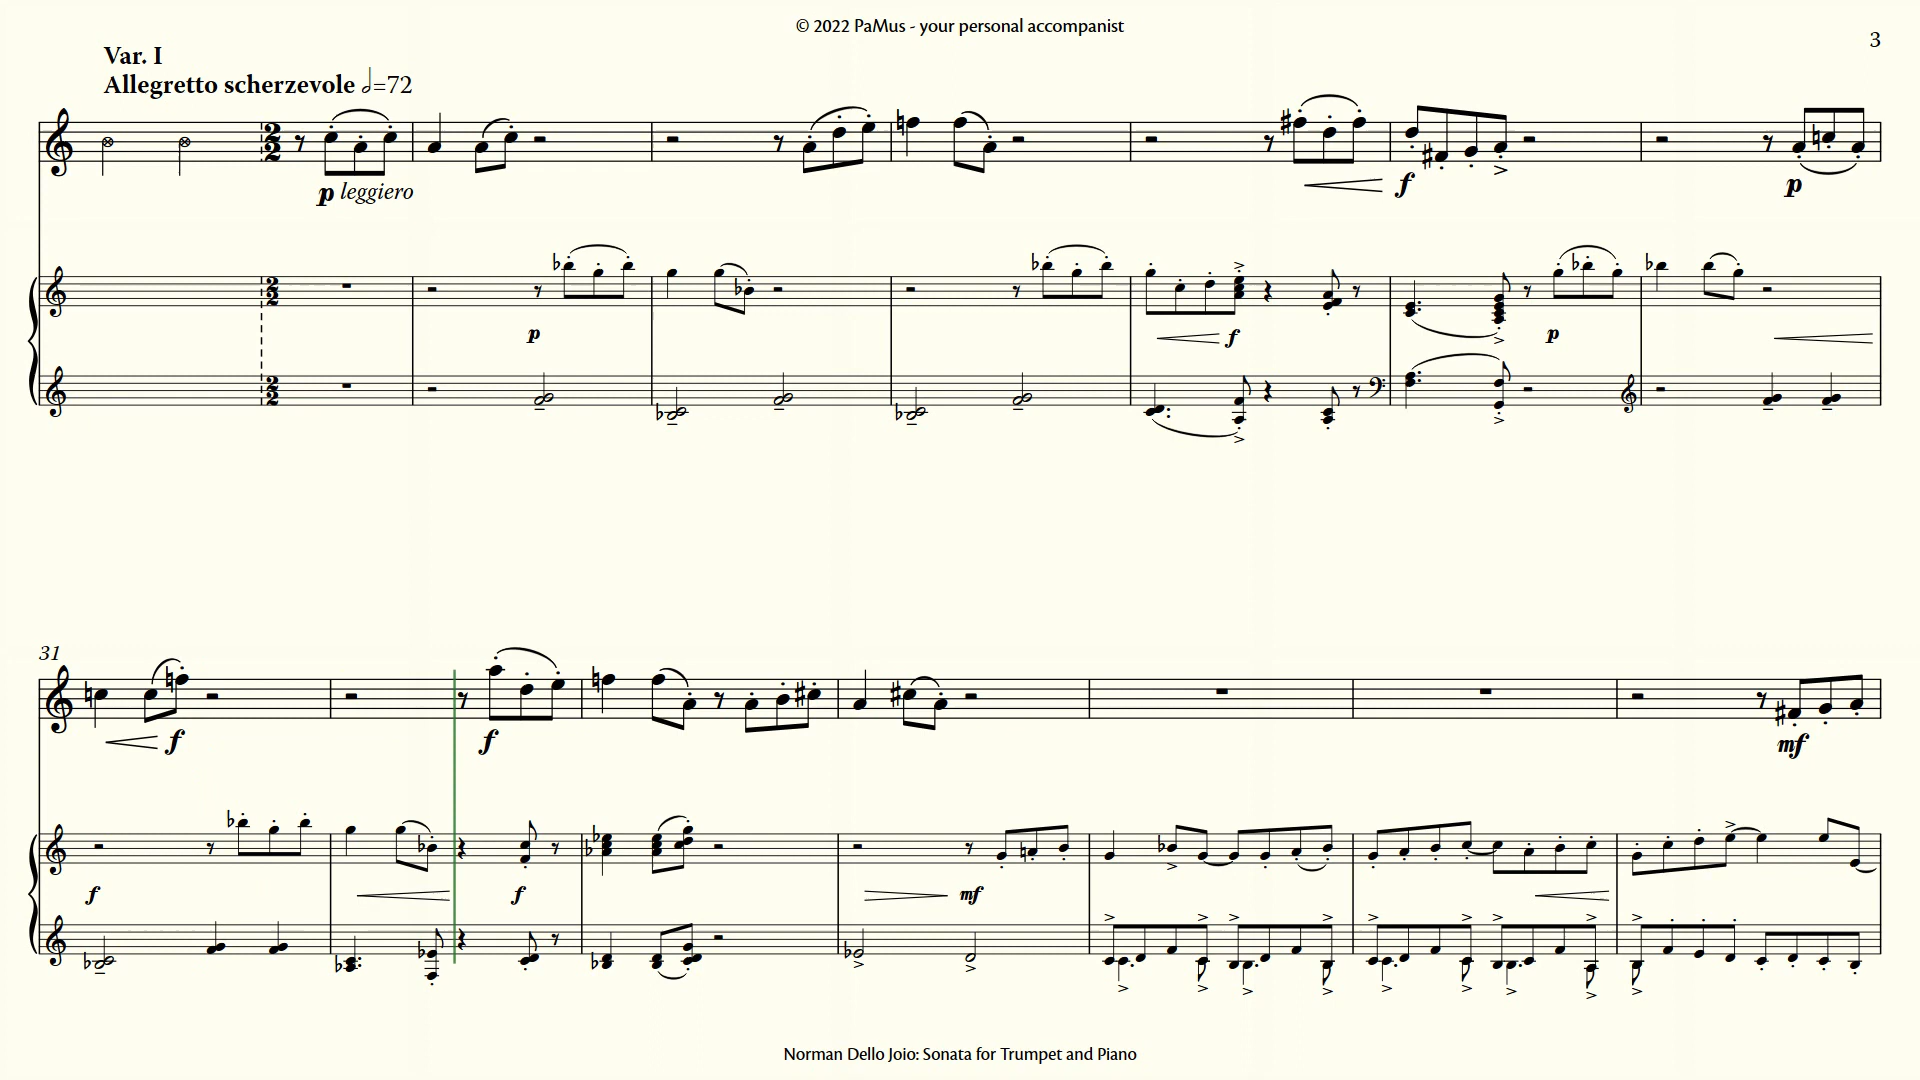 © 2022 PaMus - your personal accompanist
3
Var. I
Allegretto scherzevole 𝅗𝅥=72
p leggiero
f
p
p
f
p
31
f
f
mf
f
f
mf
Norman Dello Joio: Sonata for Trumpet and Piano